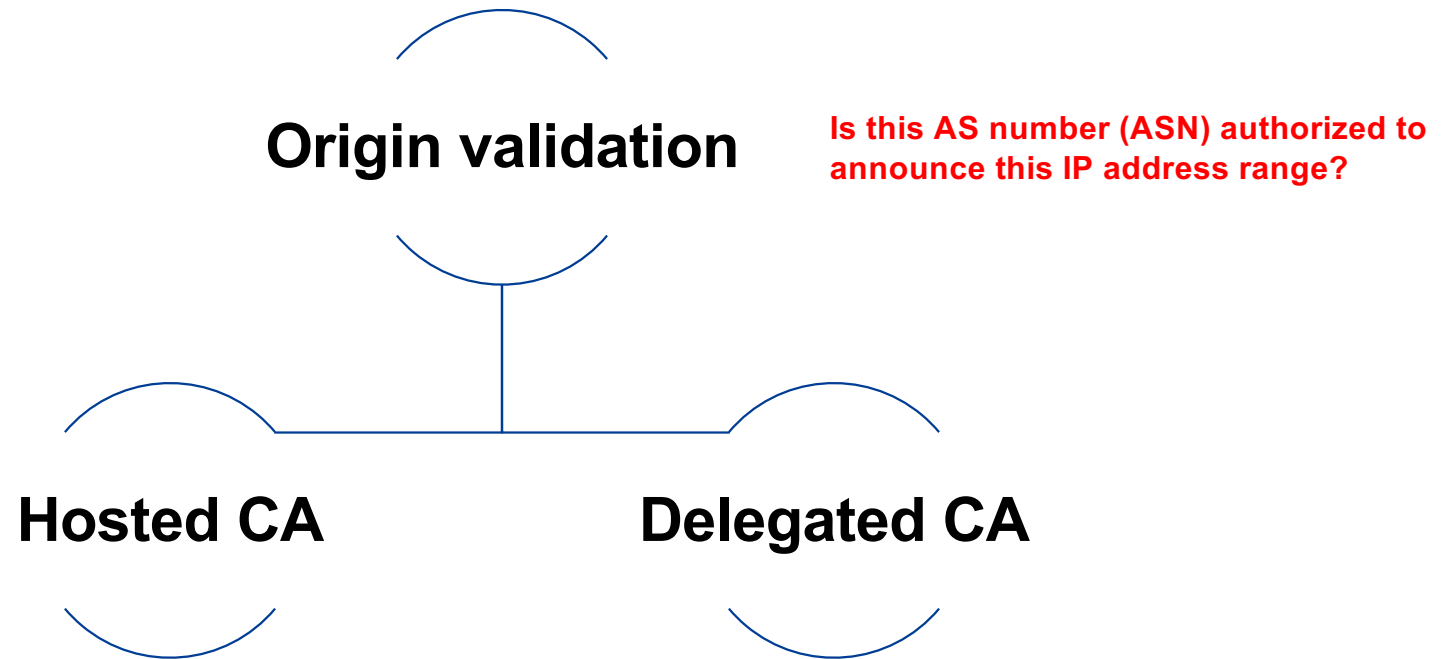 Origin validation
Is this AS number (ASN) authorized to
announce this IP address range?
Hosted CA
Delegated CA